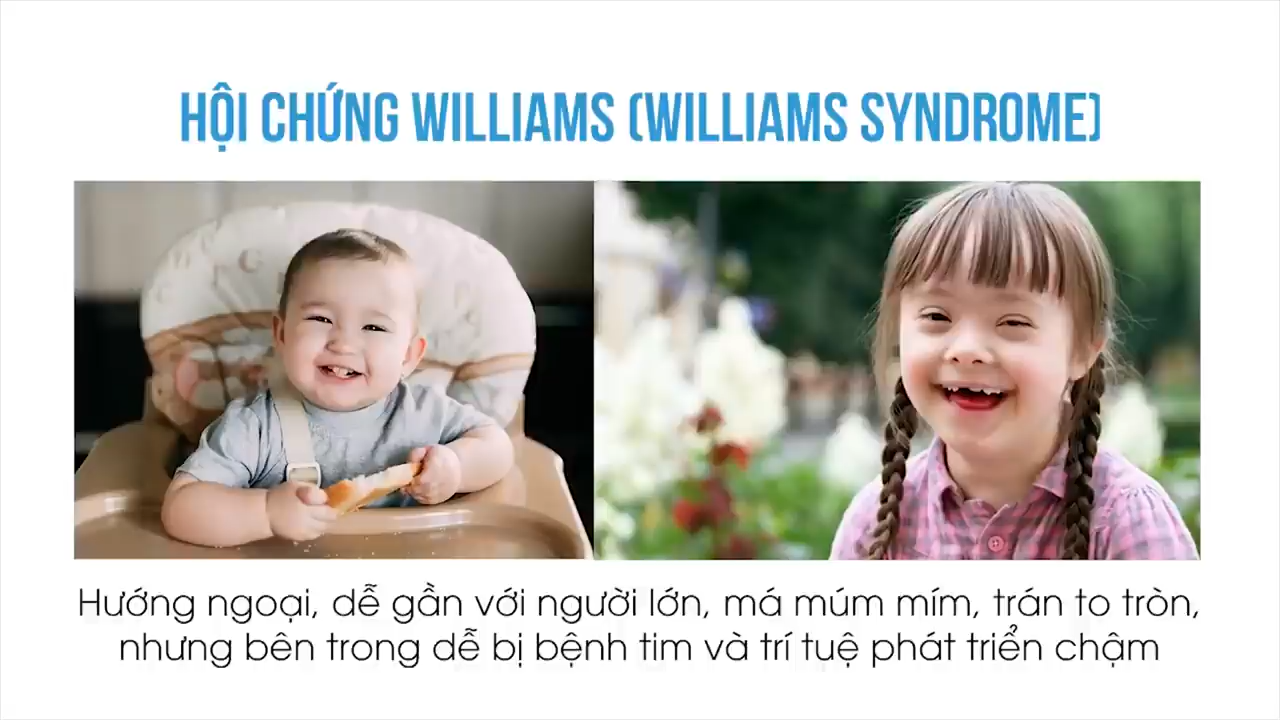 HỘI CHỨNG WILLIAMS (WILLIAMS SYNDROME)
Hướng ngoại, dễ gần với người lớn, má múm mím, trán to tròn,
nhưng bên trong dễ bị bệnh tim và trí tuệ phát triển chậm